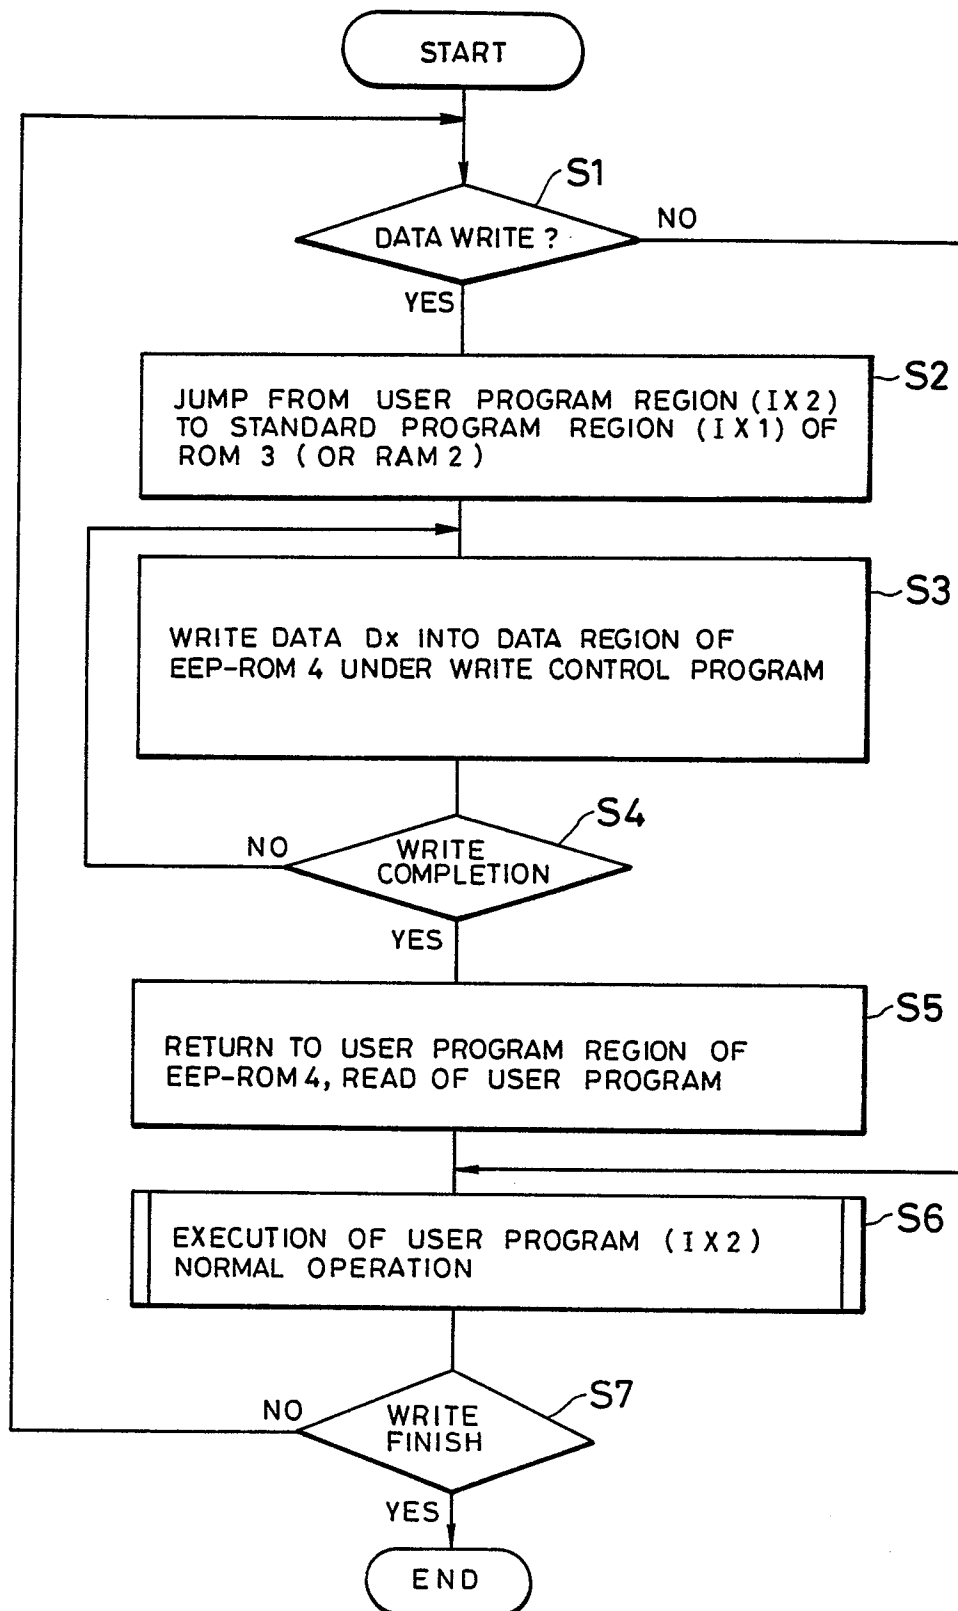 START
S1
DATA WRITE ?
NO
YES
S2
JUMP FROM USER PROGRAM REGION (IX2)
TO STANDARD PROGRAM REGION (IX1) OF
ROM 3 ( OR RAM 2 )
S3
WRITE DATA Dx INTO DATA REGION OF
EEP-ROM 4 UNDER WRITE CONTROL PROGRAM
S4
NO
WRITE
COMPLETION
YES
S5
RETURN TO USER PROGRAM REGION OF
EEP-ROM 4, READ OF USER PROGRAM
S6
EXECUTION OF USER PROGRAM (IX2)
NORMAL OPERATION
S7
NO
WRITE
FINISH
YES
END